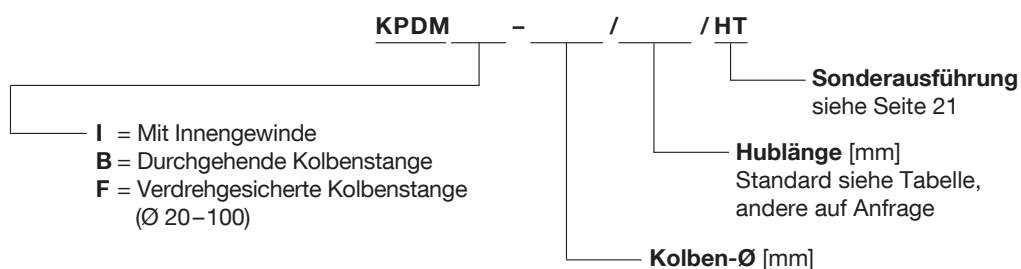 KPDM – / / HT
Sonderausführung
siehe Seite 21
I = Mit Innengewinde
B = Durchgehende Kolbenstange
F = Verdrehgesicherte Kolbenstange
(Ø 20–100)
Hublänge [mm]
Standard siehe Tabelle,
andere auf Anfrage
Kolben-Ø [mm]